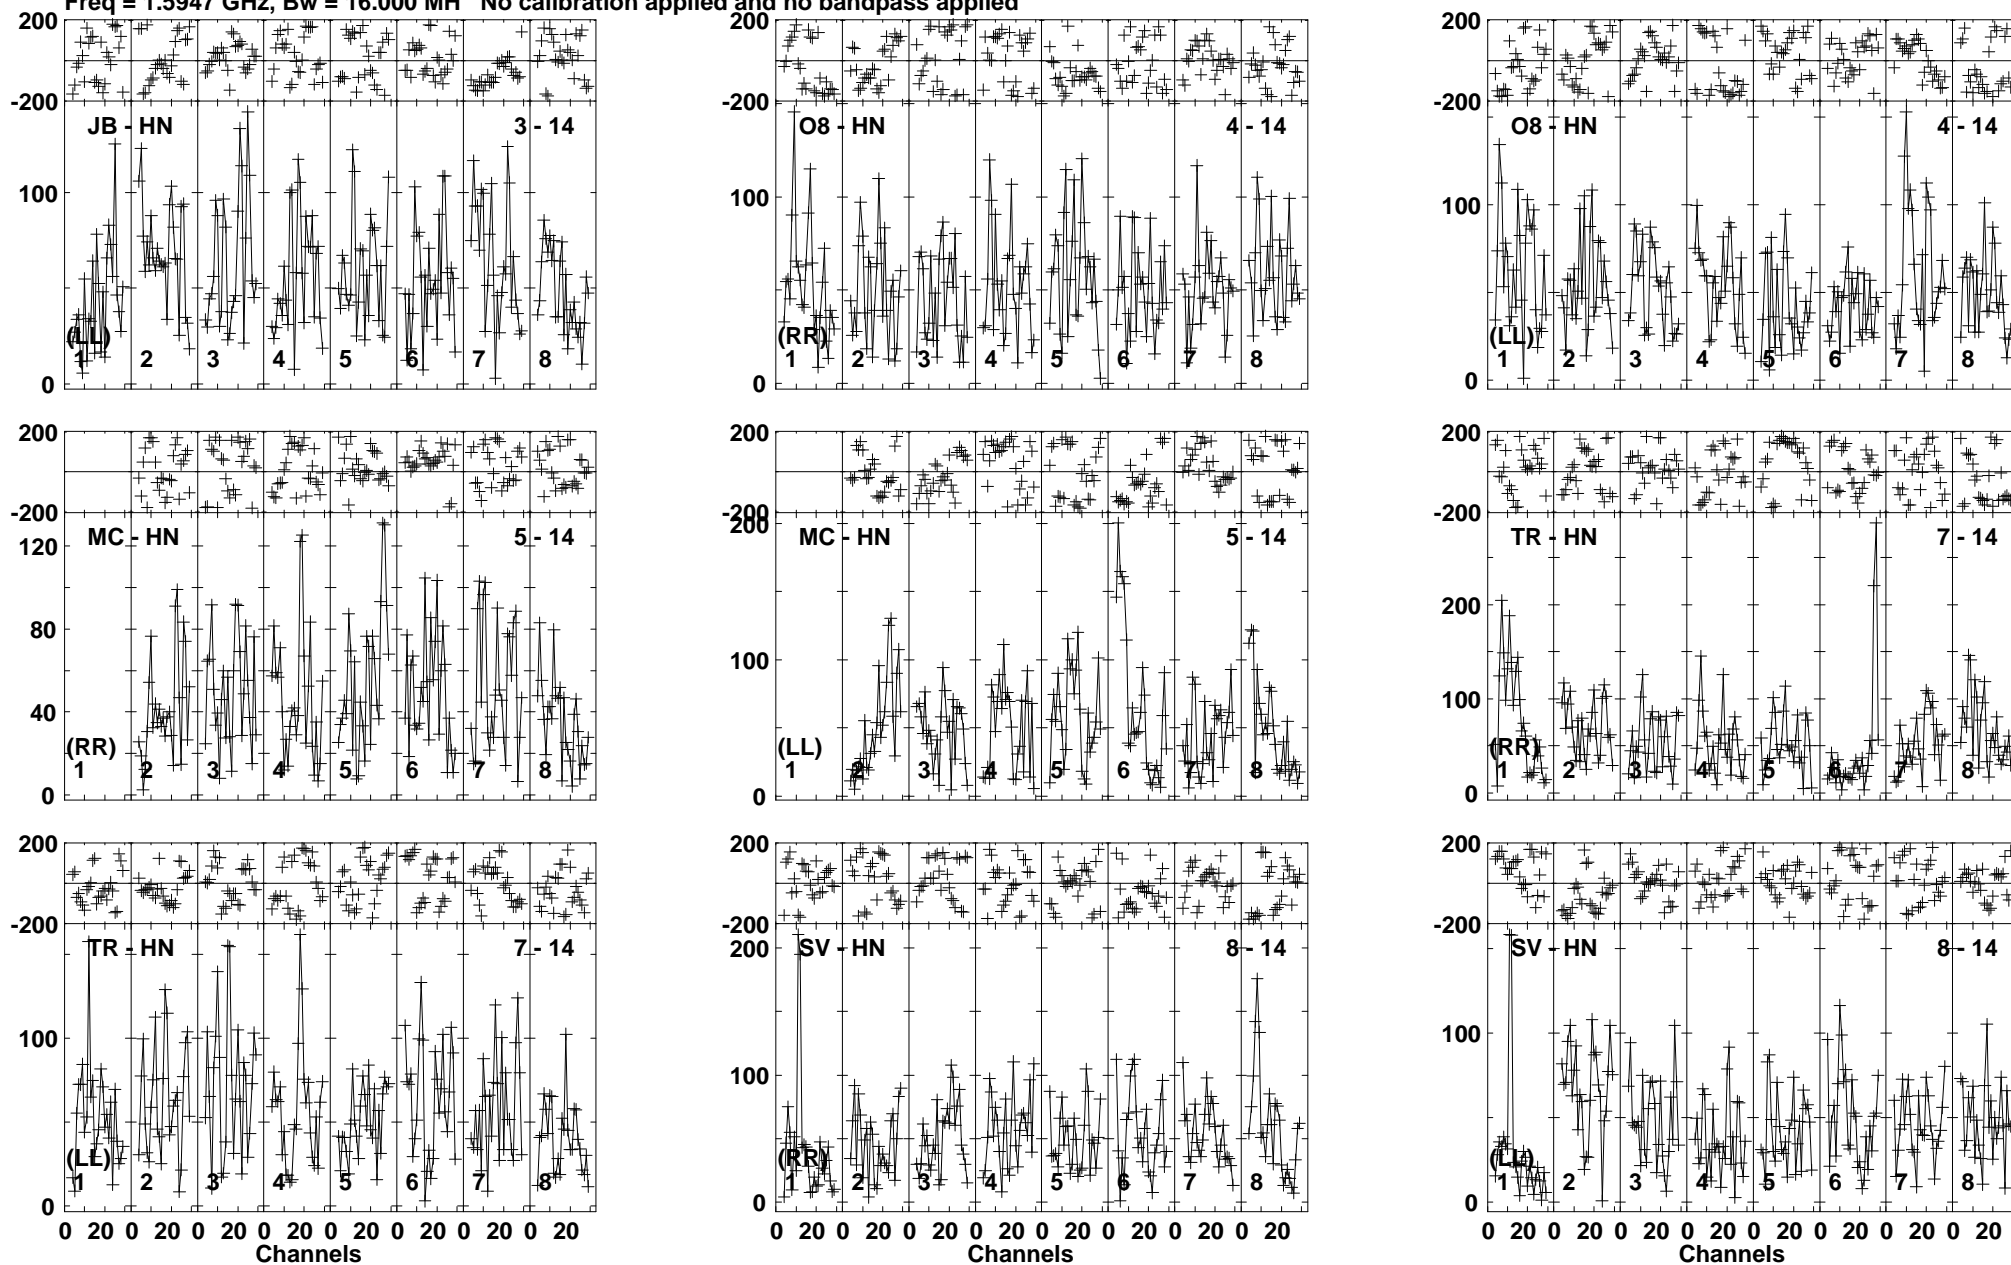 Freq = 1.5947 GHz, Bw = 16.000 MH No calibration applied and no bandpass applied
200 200 200
-200 -200 -200
JB - HN 3 - 14 O8 - HN 4 - 14 O8 - HN 4 - 14
100 100 100
(LL) (RR) (LL)
1 2 3 4 5 6 7 8 1 2 3 4 5 6 7 8 1 2 3 4 5 6 7 8
0 0 0
200 200 200
-200 -200 -200
200
MC - HN 5 - 14 MC - HN 5 - 14 TR - HN 7 - 14
120
200
80
100 100
40
(RR) (LL) (RR)
1 2 3 4 5 6 7 8 1 2 3 4 5 6 7 8 1 2 3 4 5 6 7 8
0 0 0
200 200 200
-200 -200 -200
TR - HN 7 - 14 SV - HN 8 - 14 SV - HN 8 - 14
200
100 100 100
(LL) (RR) (LL)
1 2 3 4 5 6 7 8 1 2 3 4 5 6 7 8 1 2 3 4 5 6 7 8
0 0 0
0 20 0 20 0 20 0 20 0 20 0 20 0 20 0 20 0 20 0 20 0 20 0 20 0 20 0 20 0 20 0 20 0 20 0 20 0 20 0 20 0 20 0 20 0 20 0 20
Channels Channels Channels